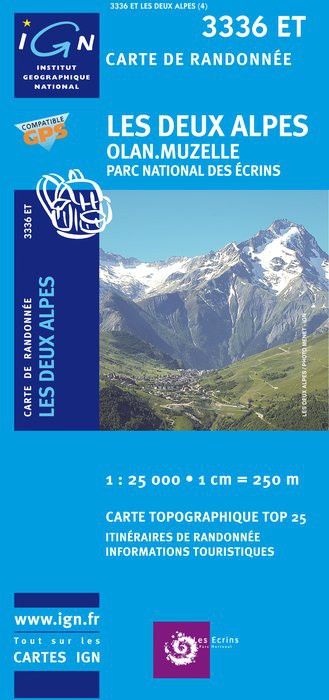 3336 ET LES DEUX ALPES (4)
IGN
INSTITUT
GEOGRAPHIQUE
NATIONAL
3336 ET
CARTE DE RANDONNÉE
COMPATIBLE
GPS
LES DEUX ALPES
OLAN.MUZELLE
PARC NATIONAL DES ÉCRINS
3336 ET
CARTE DE RANDONNÉE
LES DEUX ALPES
1 : 25 000 • 1 cm = 250 m
CARTE TOPOGRAPHIQUE TOP 25
ITINÉRAIRES DE RANDONNÉE
INFORMATIONS TOURISTIQUES
www.ign.fr
Tout sur les
CARTES IGN
Les Ecrins
Parc National